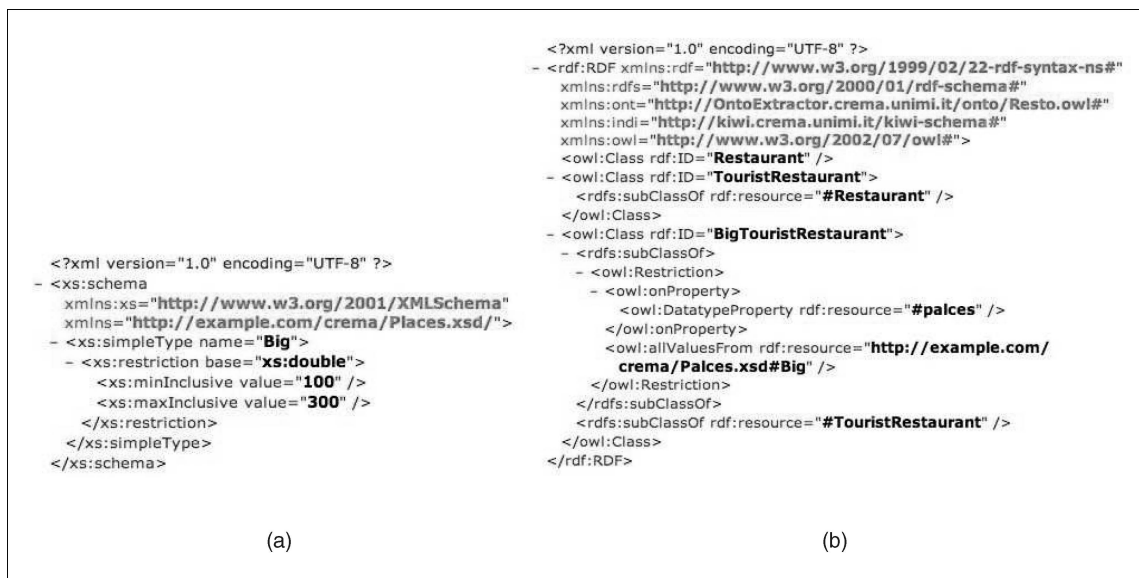 <?xml version="1.0" encoding="UTF-8" ?>
– <xs:schema
xmlns:xs="http://www.w3.org/2001/XMLSchema"
xmlns="http://example.com/crema/Places.xsd/">
– <xs:simpleType name="Big">
– <xs:restriction base="xs:double">
<xs:minInclusive value="100" />
<xs:maxInclusive value="300" />
</xs:restriction>
</xs:simpleType>
</xs:schema>
(a)
<?xml version="1.0" encoding="UTF-8" ?>
– <rdf:RDF xmlns:rdf="http://www.w3.org/1999/02/22-rdf-syntax-ns#"
xmlns:rdfs="http://www.w3.org/2000/01/rdf-schema#"
xmlns:ont="http://OntoExtractor.crema.unimi.it/onto/Resto.owl#"
xmlns:indi="http://kiwi.crema.unimi.it/kiwi-schema#"
xmlns:owl="http://www.w3.org/2002/07/owl#">
<owl:Class rdf:ID="Restaurant" />
– <owl:Class rdf:ID="TouristRestaurant">
<rdfs:subClassOf rdf:resource="#Restaurant" />
</owl:Class>
– <owl:Class rdf:ID="BigTouristRestaurant">
– <rdfs:subClassOf>
– <owl:Restriction>
– <owl:onProperty>
<owl:DatatypeProperty rdf:resource="#palces" />
</owl:onProperty>
<owl:allValuesFrom rdf:resource="http://example.com/
crema/Palces.xsd#Big" />
</owl:Restriction>
</rdfs:subClassOf>
<rdfs:subClassOf rdf:resource="#TouristRestaurant" />
</owl:Class>
</rdf:RDF>
(b)